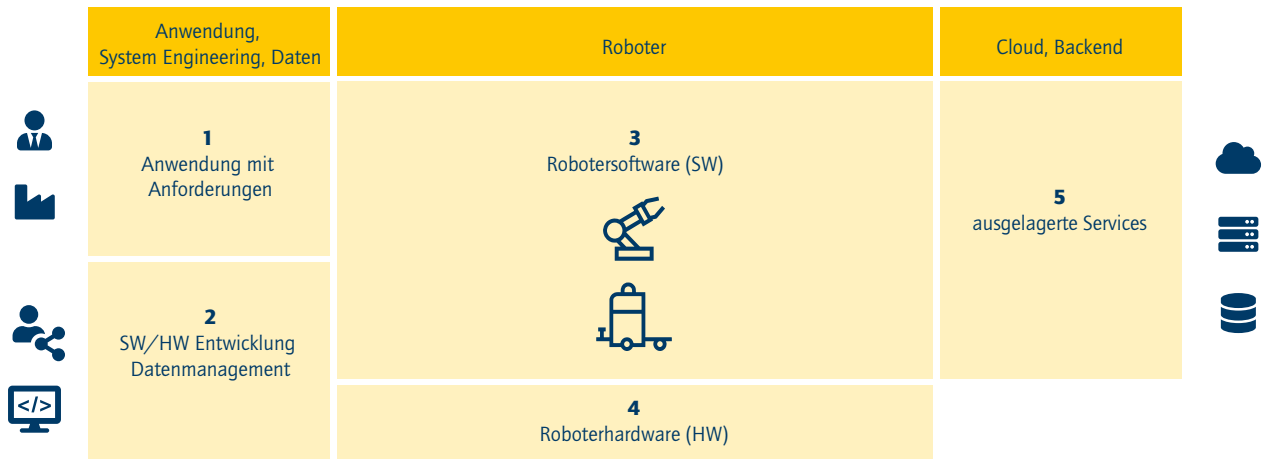 Anwendung,
System Engineering, Daten
Roboter
Cloud, Backend
1
Anwendung mit
Anforderungen
2
SW/HW Entwicklung
Datenmanagement
</>
3
Robotersoftware (SW)
4
Roboterhardware (HW)
5
ausgelagerte Services